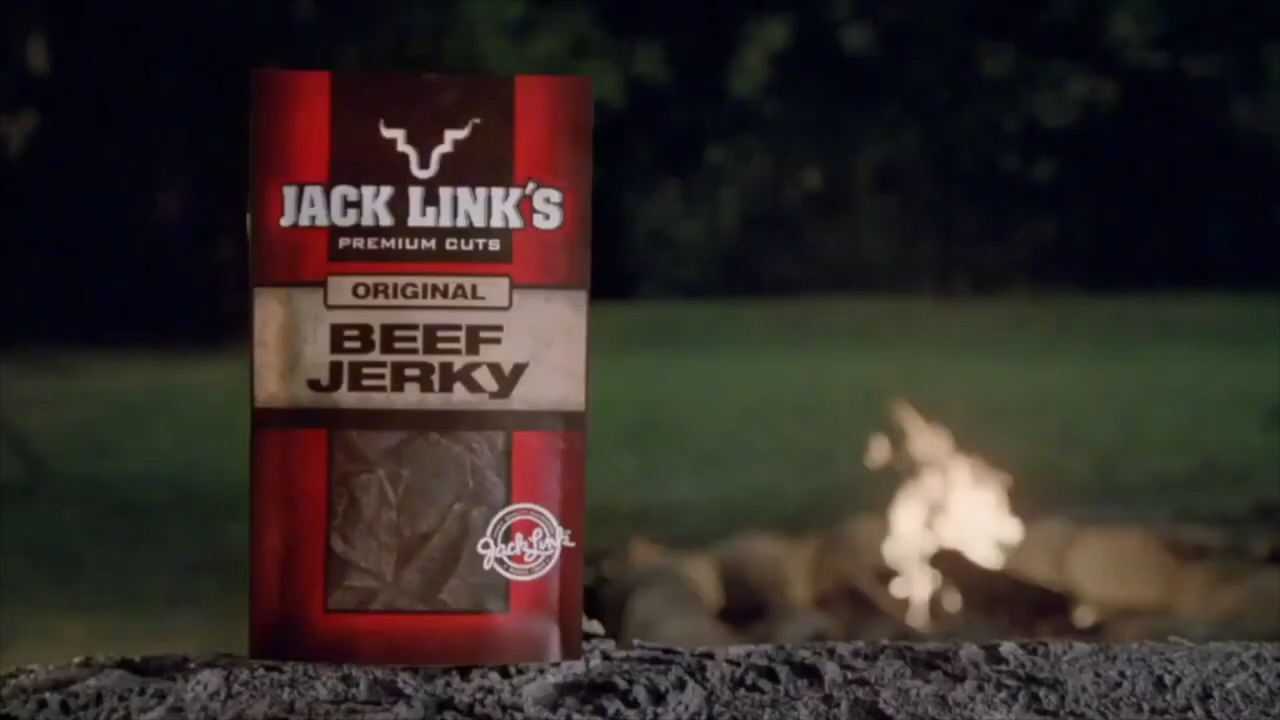 JACK LINK'S
PREMIUM CUTS
ORIGINAL
BEEF
JERKY
Jack Link's